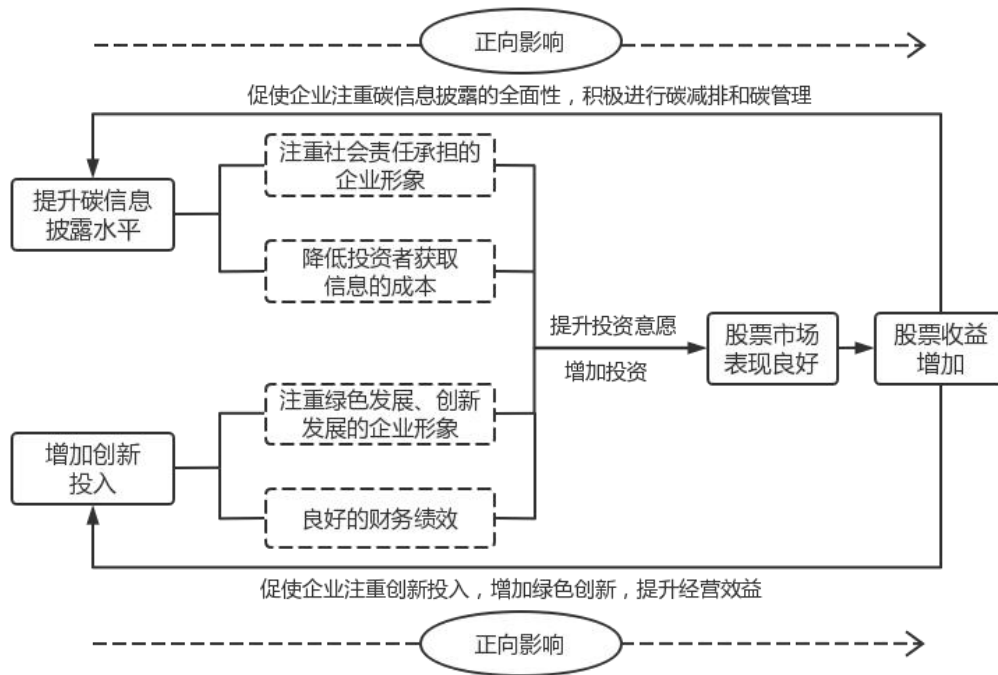 正向影响
促使企业注重碳信息披露的全面性，积极进行碳减排和碳管理
注重社会责任承担的
企业形象
提升碳信息
披露水平
降低投资者获取
信息的成本
提升投资意愿
增加投资
股票市场
表现良好
股票收益
增加
注重绿色发展、创新
发展的企业形象
增加创新
投入
良好的财务绩效
促使企业注重创新投入，增加绿色创新，提升经营效益
正向影响